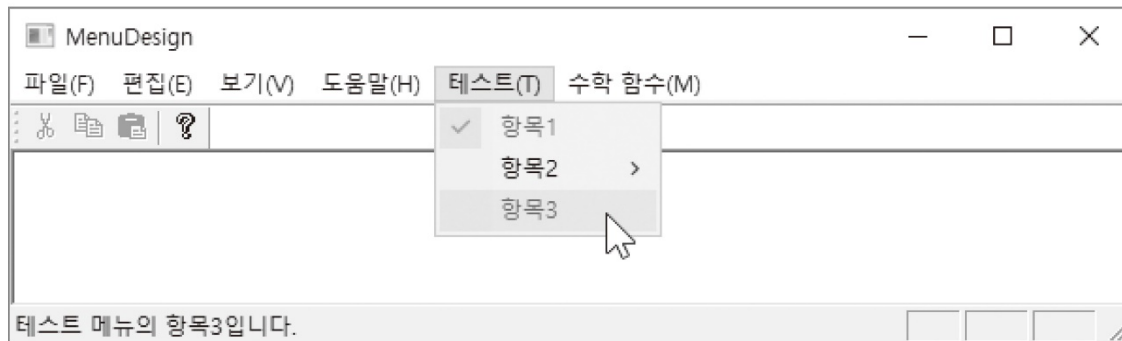 MenuDesign
파일(F) 편집(E) 보기(V) 도움말(H) 테스트(T) 수학 함수(M)
항목1
항목2
항목3
테스트 메뉴의 항목3입니다.